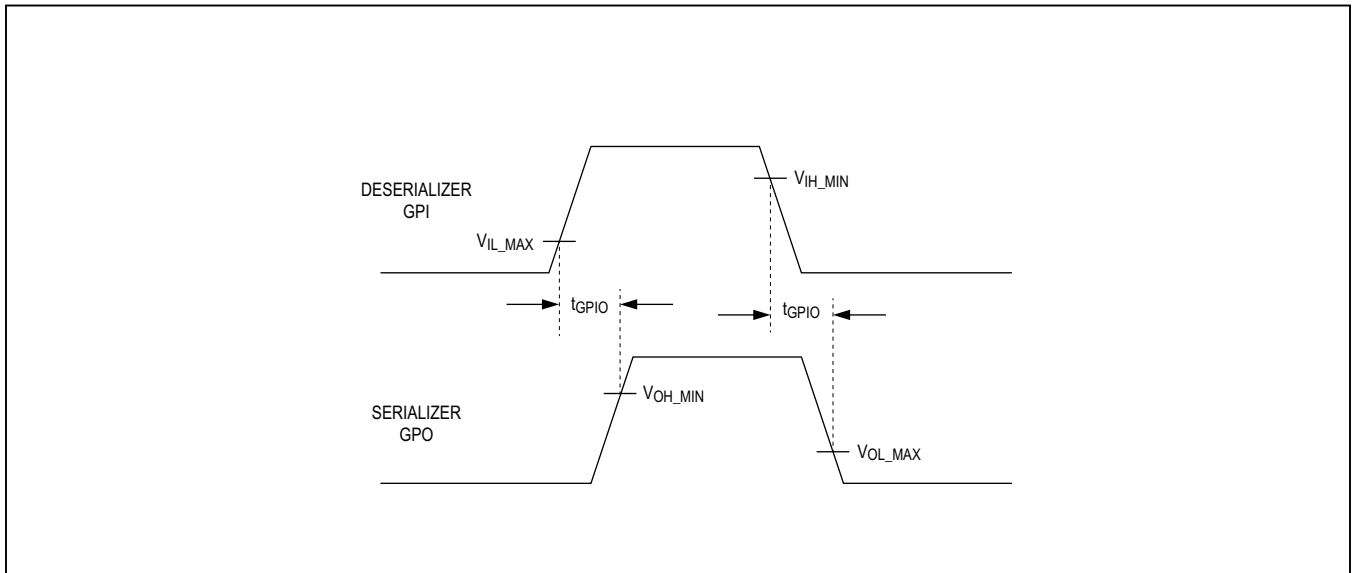 DESERIALIZER
GPI
VIH_MIN
VIL_MAX
tGPIO
tGPIO
VOH_MIN
SERIALIZER
GPO
VOL_MAX